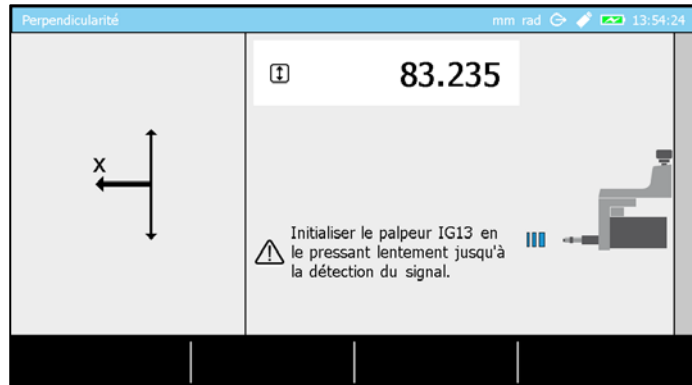 Perpendicularité
mm rad 13:54:24
83.235
X
Initialiser le palpeur IG13 en
le pressant lentement jusqu'à
la détection du signal.